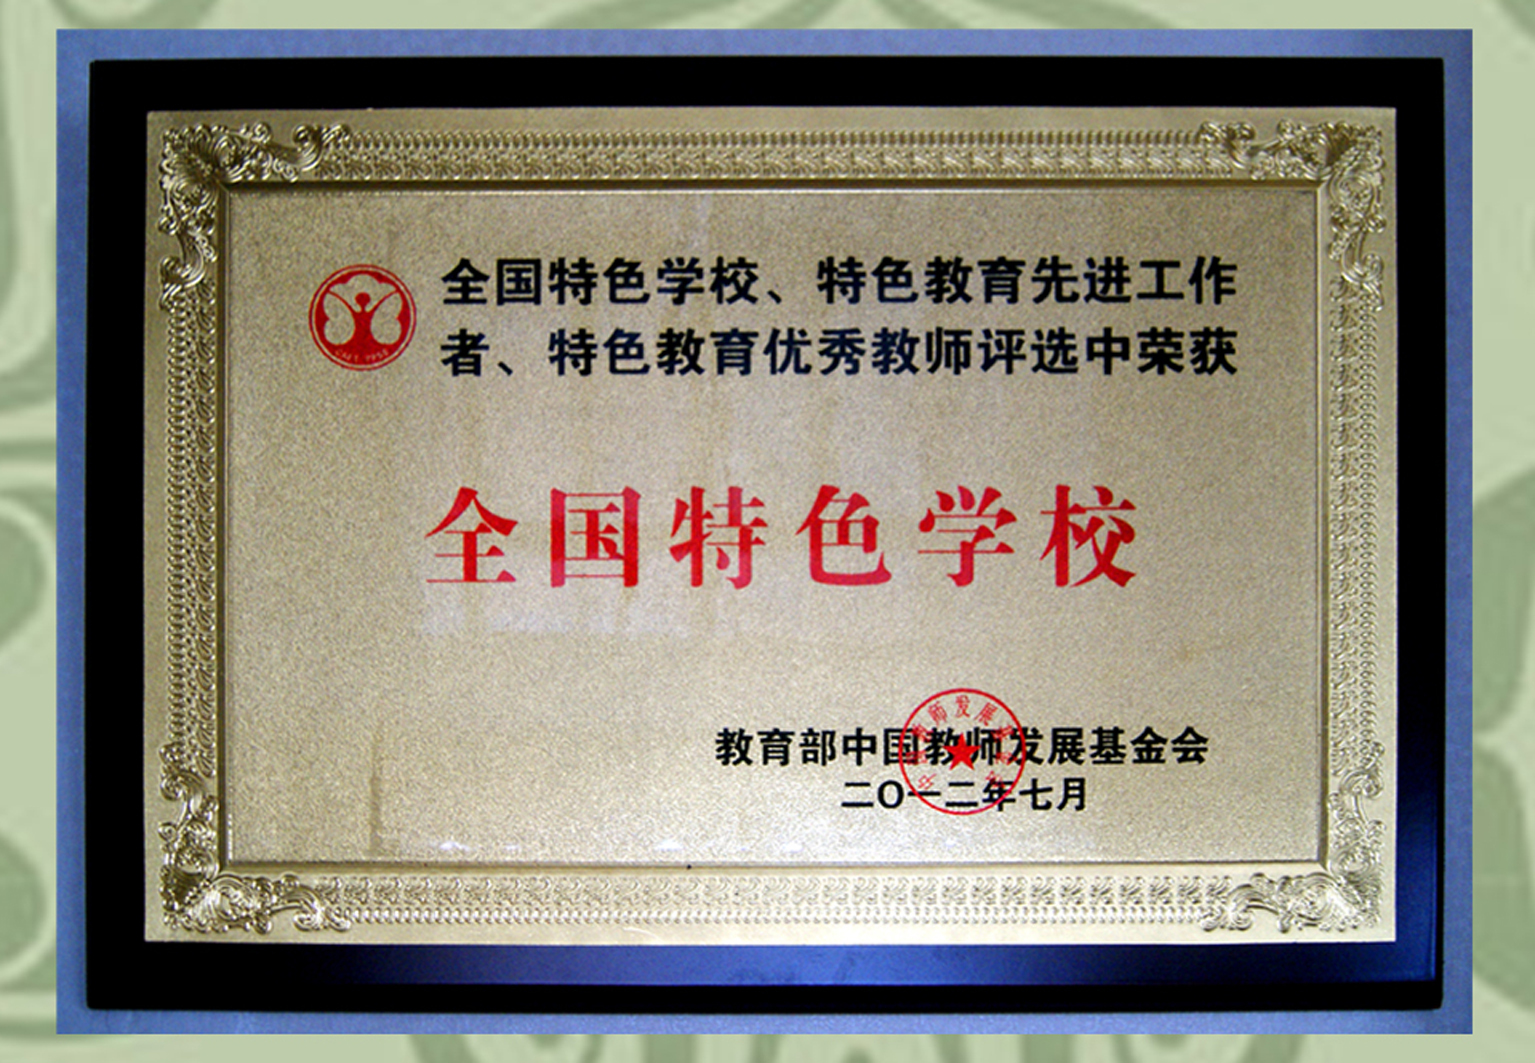 全国特色学校、特色教育先进工作
者、特色教育优秀教师评选中荣获
全国特色学校
教育部中国教师发展基金会
二〇一二年七月